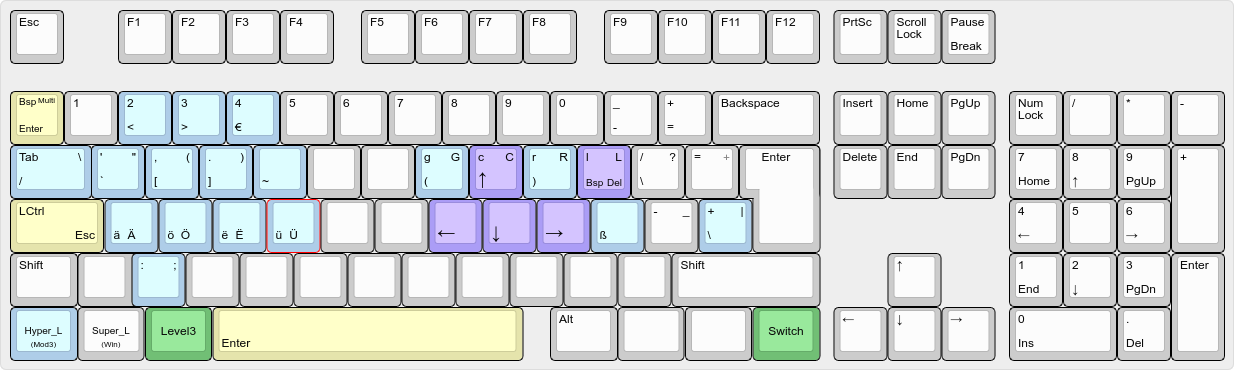 Esc F1 F2 F3 F4 F5 F6 F7 F8 F9 F10 F11 F12 PrtSc Scroll Pause
Lock
Break
Bsp Multi 1 2 3 4 5 6 7 8 9 0 _ + Backspace Insert Home PgUp Num / * -
Lock
Enter < > € - =
Tab \ ' " , ( . ) g G c C r R l L / ? = ÷ Enter Delete End PgDn 7 8 9 +
/ ` [ ] ~ ( ↑ ) Bsp Del \ Home ↑ PgUp
LCtrl - _ + | 4 5 6
Esc ä Ä ö Ö ë Ë ü Ü ← ↓ → ß \ ← →
Shift : ; Shift ↑ 1 2 3 Enter
End ↓ PgDn
Hyper_L Super_L Level3 Alt Switch ← ↓ → 0 .
(Mod3) (Win) Enter Ins Del